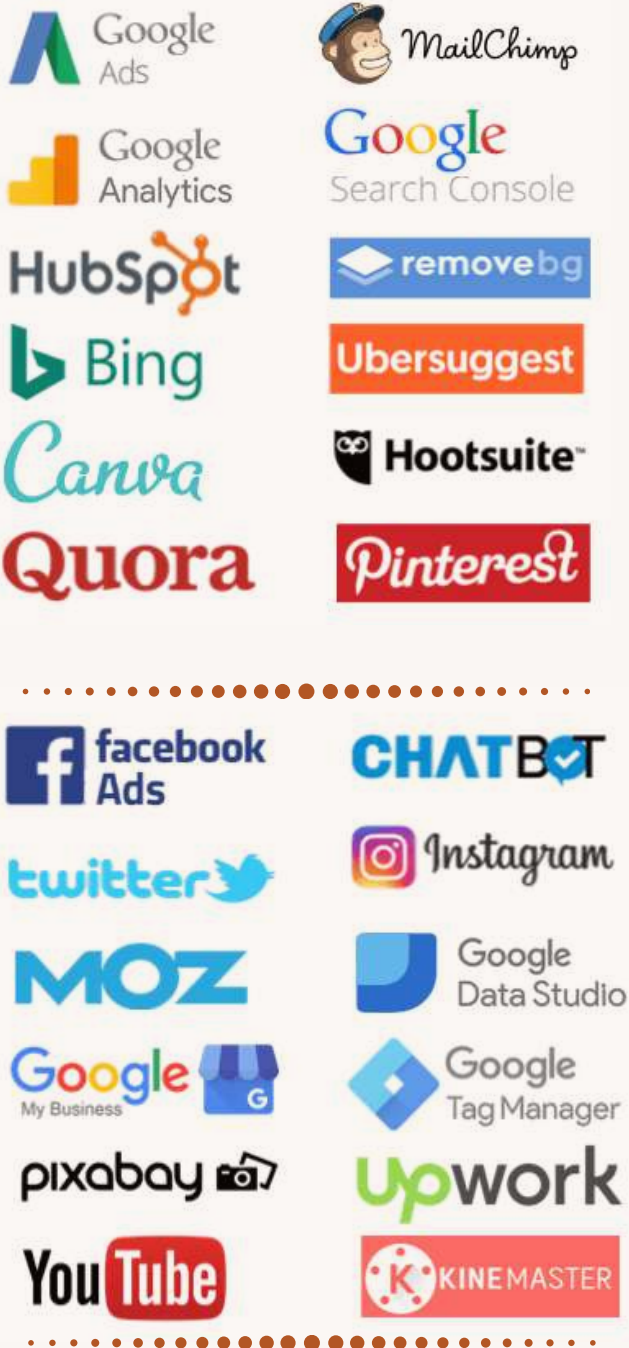 Google
Ads
MailChimp
Google
Analytics
Google
Search Console
HubSpot
removebg
Bing
Ubersuggest
Canva
Hootsuite™
Quora
Pinterest
facebook
Ads
CHATBOT
twitter
Instagram
MOZ
Google
Data Studio
Google
My Business
G
Google
Tag Manager
pixabay
upwork
YouTube
K KINEMASTER